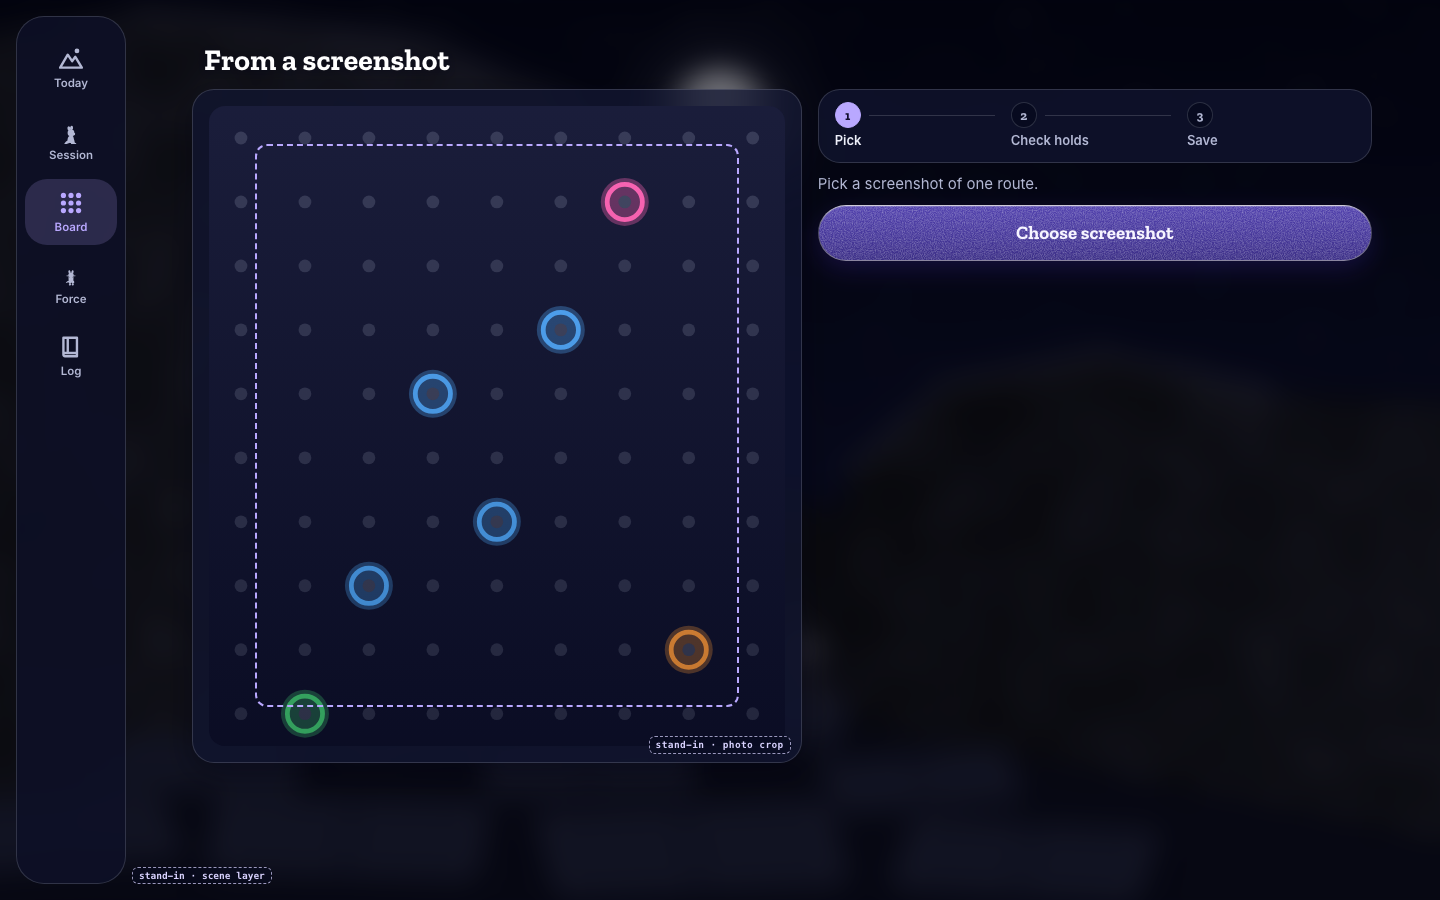 Today
Session
Board
Force
Log
From a screenshot
1
Pick
2
Check holds
3
Save
Pick a screenshot of one route.
Choose screenshot
stand-in · photo crop
stand-in · scene layer